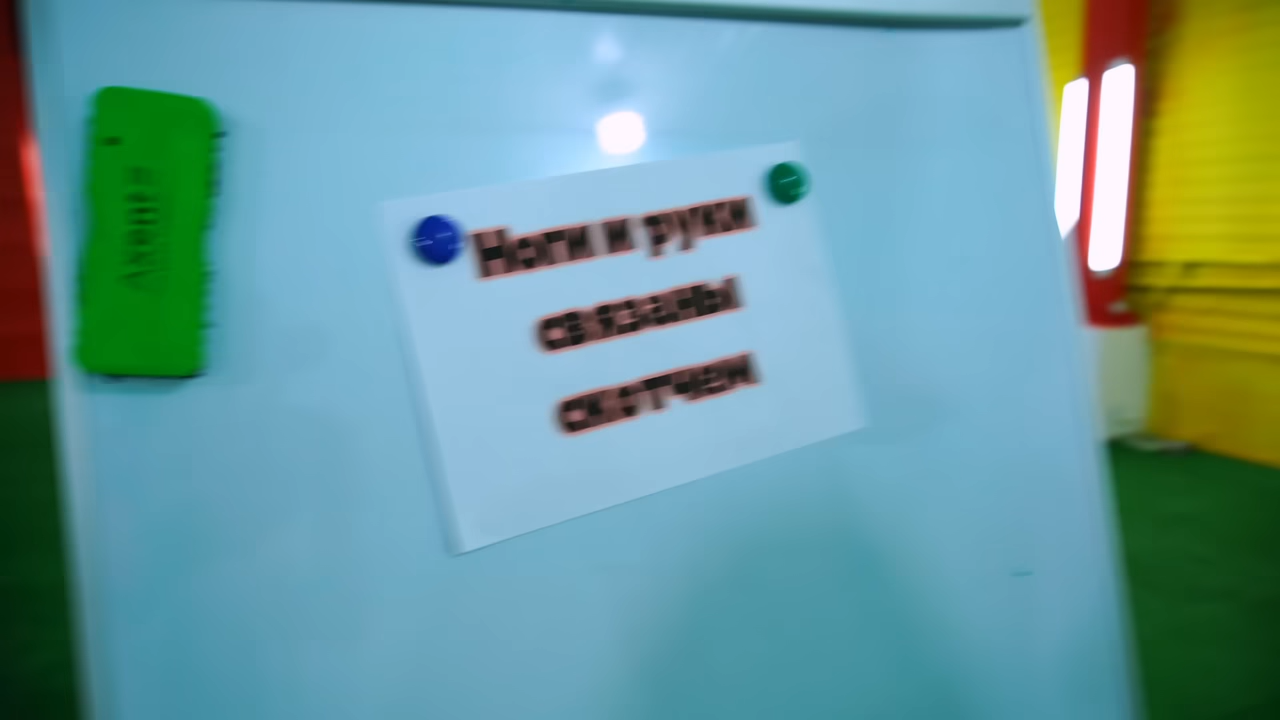 Ноги и руки
связаны
скотчем